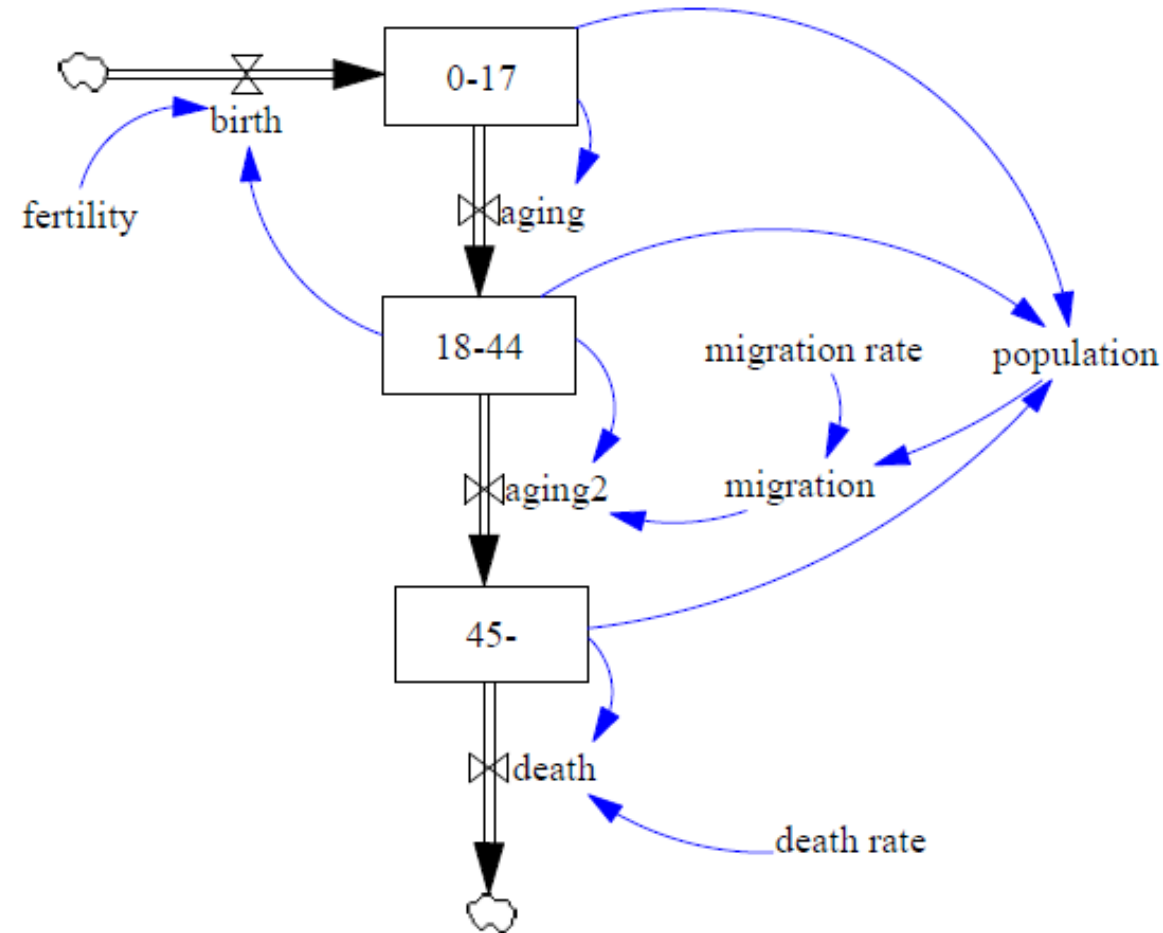 0-17
birth
fertility
aging
18-44
migration rate
population
aging2
migration
45-
death
death rate